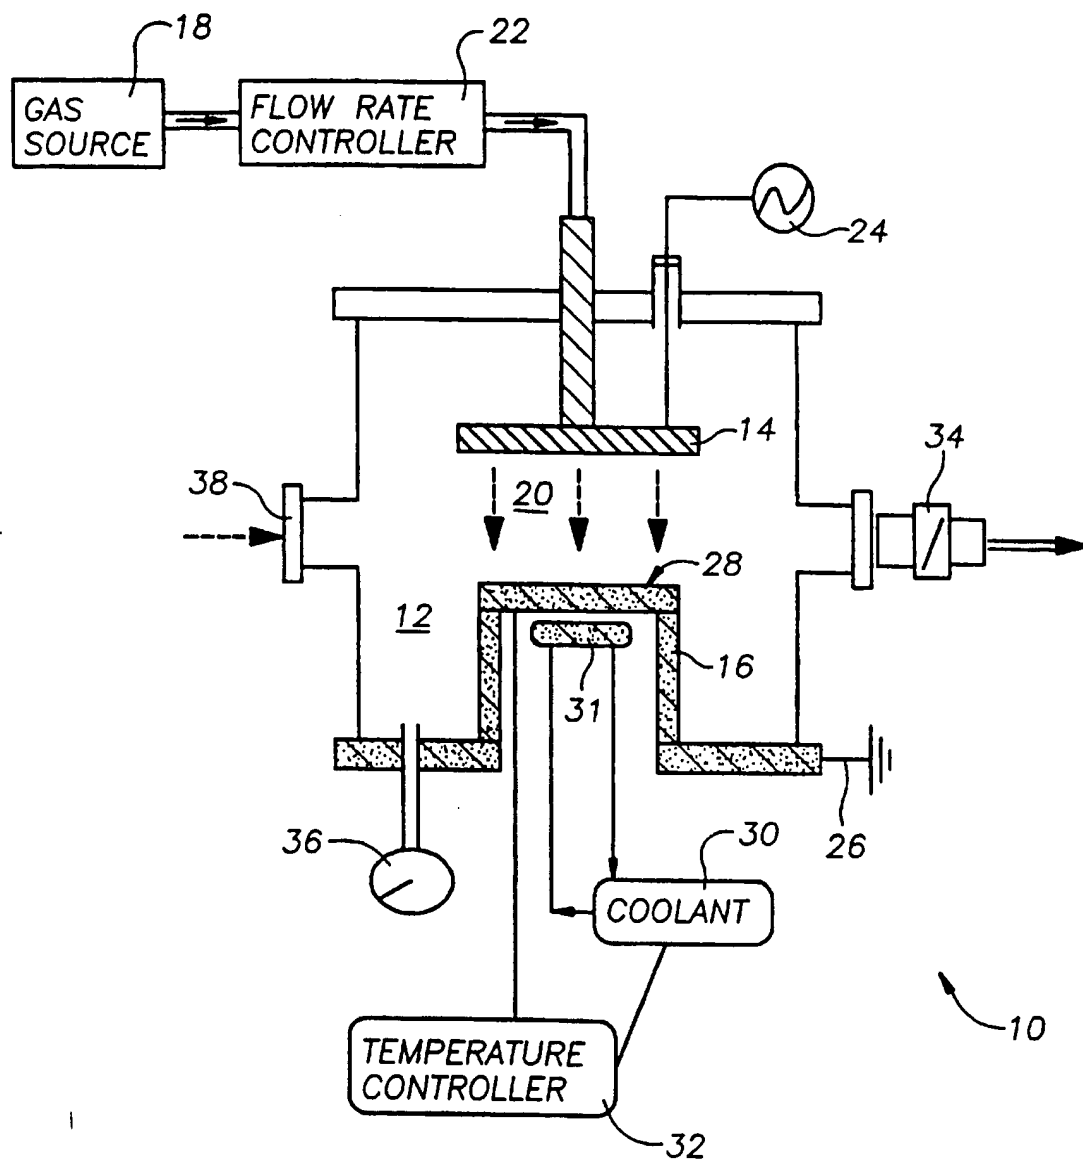 18
22
GAS
SOURCE
FLOW RATE
CONTROLLER
24
14
34
38
20
28
12
16
31
26
36
30
COOLANT
10
TEMPERATURE
CONTROLLER
32